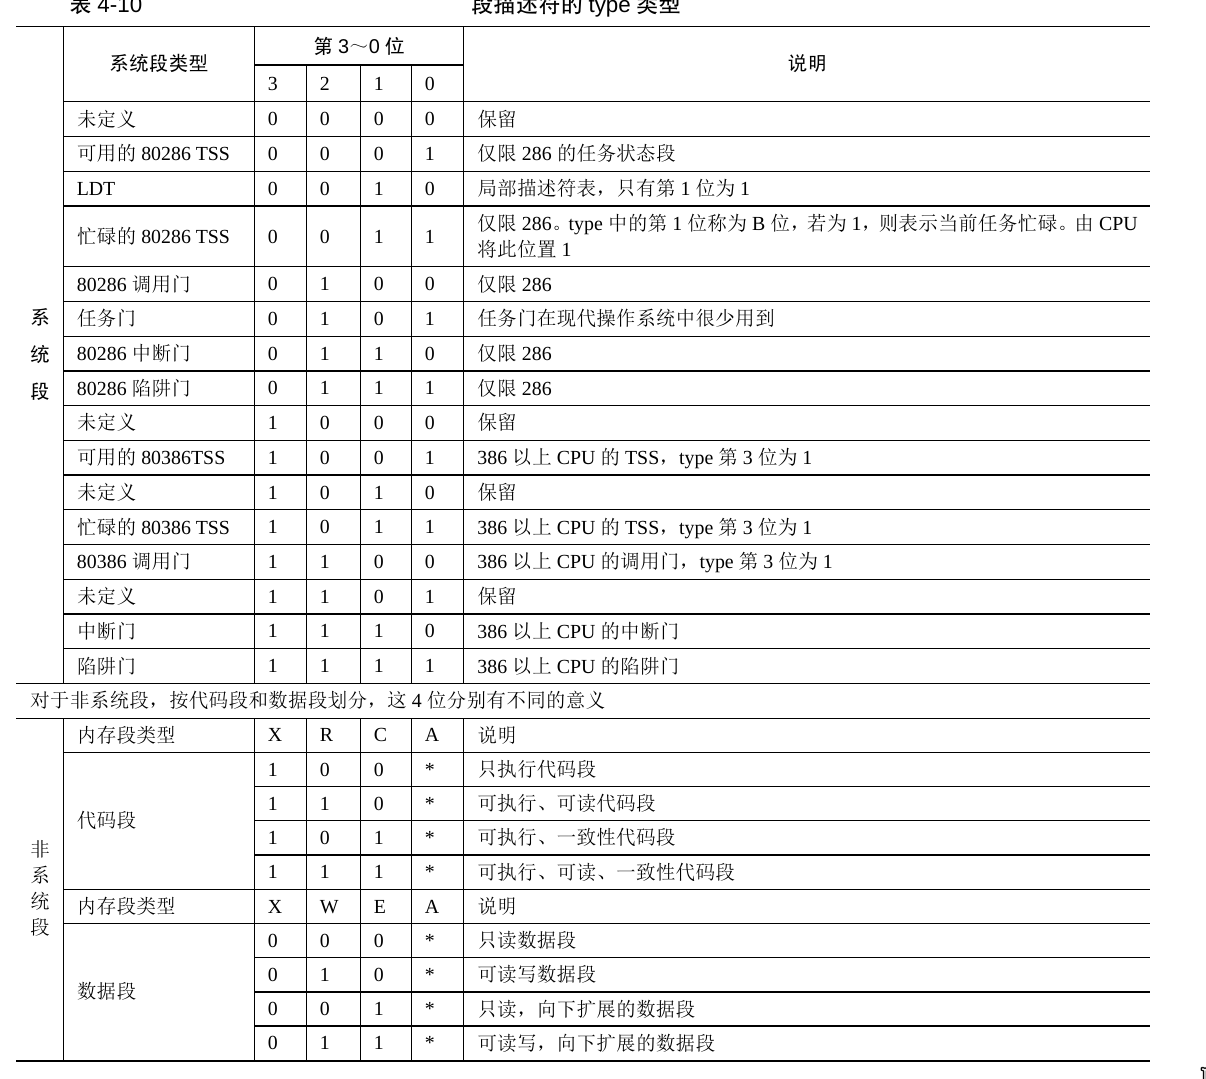 表 4-10 段描述符的 type 类型
系统段类型 第 3～0 位 说明
3 2 1 0
系统段
未定义 0 0 0 0 保留
可用的 80286 TSS 0 0 0 1 仅限 286 的任务状态段
LDT 0 0 1 0 局部描述符表，只有第 1 位为 1
忙碌的 80286 TSS 0 0 1 1 仅限 286。type 中的第 1 位称为 B 位，若为 1，则表示当前任务忙碌。由 CPU
将此位置 1
80286 调用门 0 1 0 0 仅限 286
任务门 0 1 0 1 任务门在现代操作系统中很少用到
80286 中断门 0 1 1 0 仅限 286
80286 陷阱门 0 1 1 1 仅限 286
未定义 1 0 0 0 保留
可用的 80386TSS 1 0 0 1 386 以上 CPU 的 TSS，type 第 3 位为 1
未定义 1 0 1 0 保留
忙碌的 80386 TSS 1 0 1 1 386 以上 CPU 的 TSS，type 第 3 位为 1
80386 调用门 1 1 0 0 386 以上 CPU 的调用门，type 第 3 位为 1
未定义 1 1 0 1 保留
中断门 1 1 1 0 386 以上 CPU 的中断门
陷阱门 1 1 1 1 386 以上 CPU 的陷阱门
对于非系统段，按代码段和数据段划分，这 4 位分别有不同的意义
非系统段
内存段类型 X R C A 说明
代码段
1 0 0 * 只执行代码段
1 1 0 * 可执行、可读代码段
1 0 1 * 可执行、一致性代码段
1 1 1 * 可执行、可读、一致性代码段
内存段类型 X W E A 说明
数据段
0 0 0 * 只读数据段
0 1 0 * 可读写数据段
0 0 1 * 只读，向下扩展的数据段
0 1 1 * 可读写，向下扩展的数据段